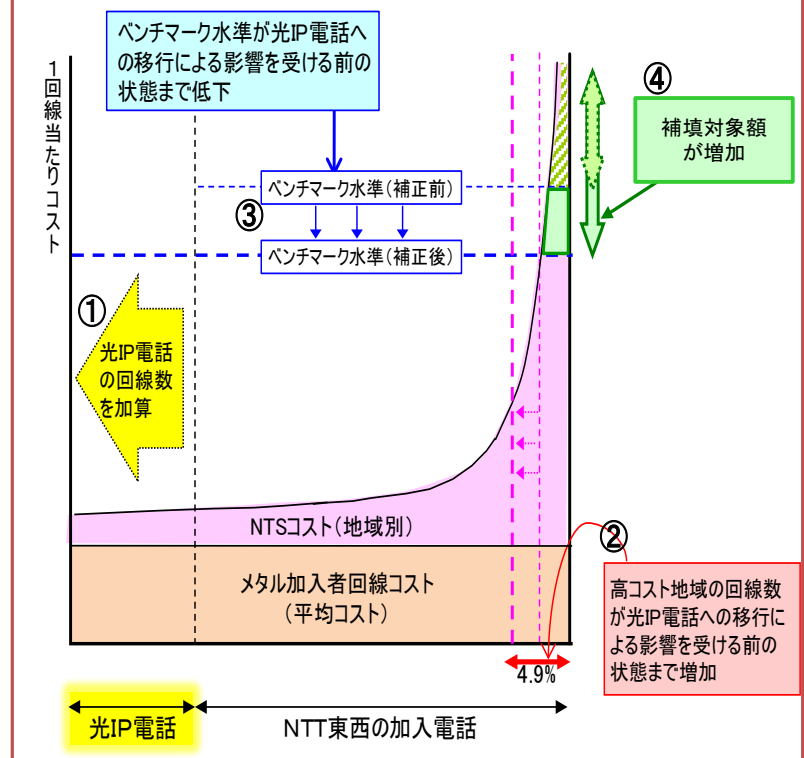 ベンチマーク水準が光IP電話へ
の移行による影響を受ける前の
状態まで低下
1回線当たりコスト
④
補填対象額
が増加
ベンチマーク水準(補正前)
③
ベンチマーク水準(補正後)
①
光IP電話
の回線数
を加算
NTSコスト(地域別)
②
メタル加入者回線コスト
(平均コスト)
高コスト地域の回線数
が光IP電話への移行に
よる影響を受ける前の
状態まで増加
4.9%
光IP電話
NTT東西の加入電話